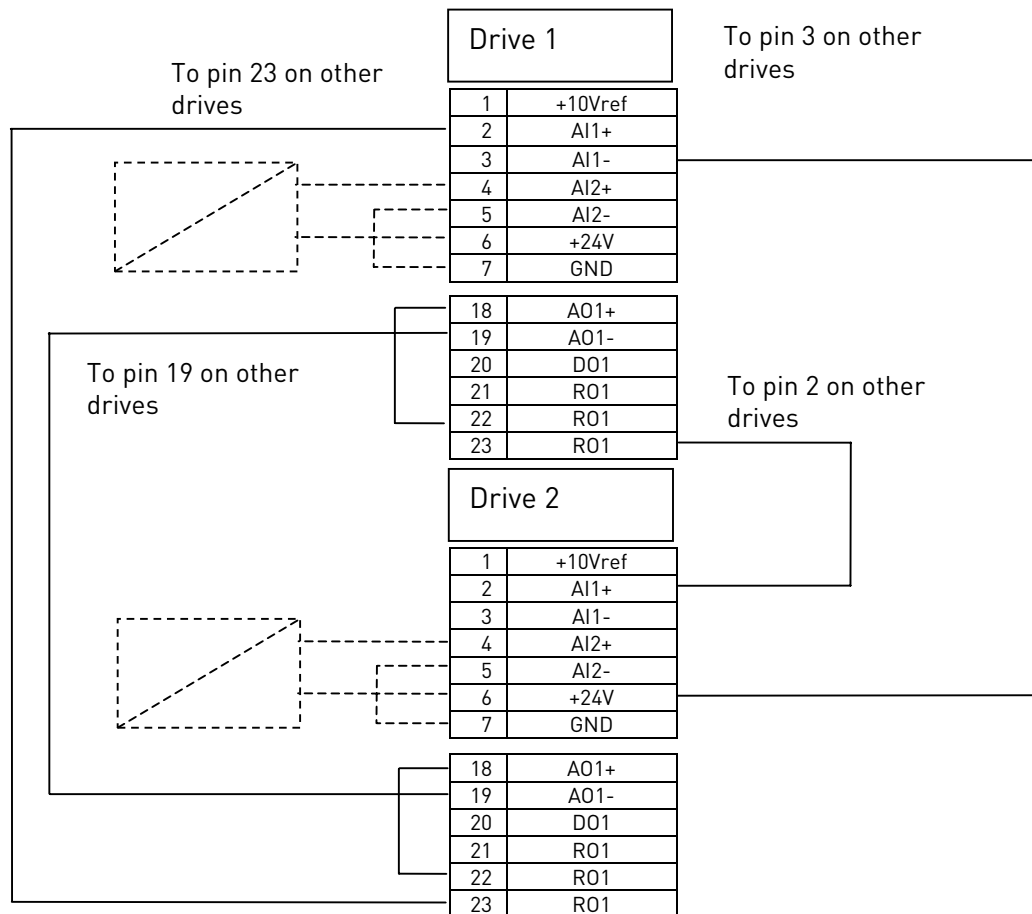 Drive 1
To pin 3 on other
drives
To pin 23 on other
drives
1 +10Vref
2 AI1+
3 AI1-
4 AI2+
5 AI2-
6 +24V
7 GND
18 AO1+
19 AO1-
20 DO1
21 RO1
22 RO1
23 RO1
To pin 19 on other
drives
To pin 2 on other
drives
Drive 2
1 +10Vref
2 AI1+
3 AI1-
4 AI2+
5 AI2-
6 +24V
7 GND
18 AO1+
19 AO1-
20 DO1
21 RO1
22 RO1
23 RO1